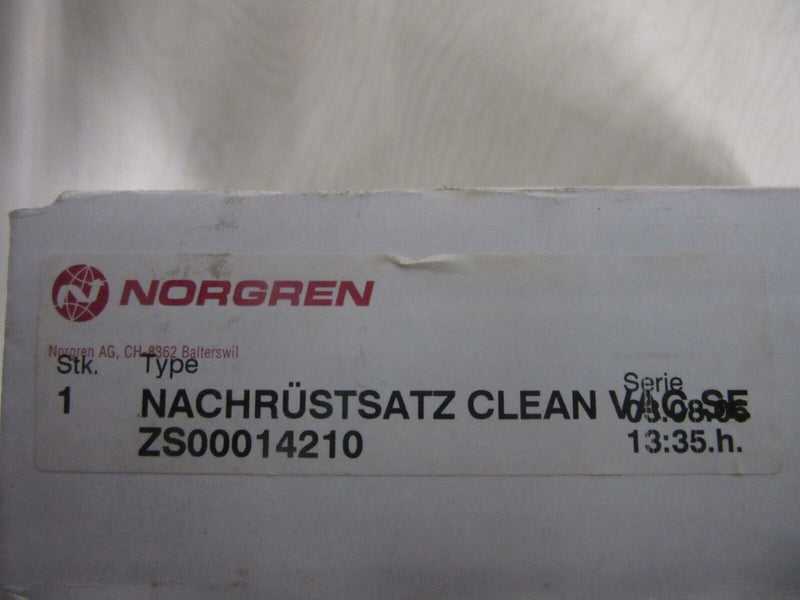 NORGREN
Norgren AG, CH-8362 Balterswil
Stk. Type Serie
1 NACHRÜSTSATZ CLEAN VAC SE
03.08.06
ZS00014210 13:35.h.